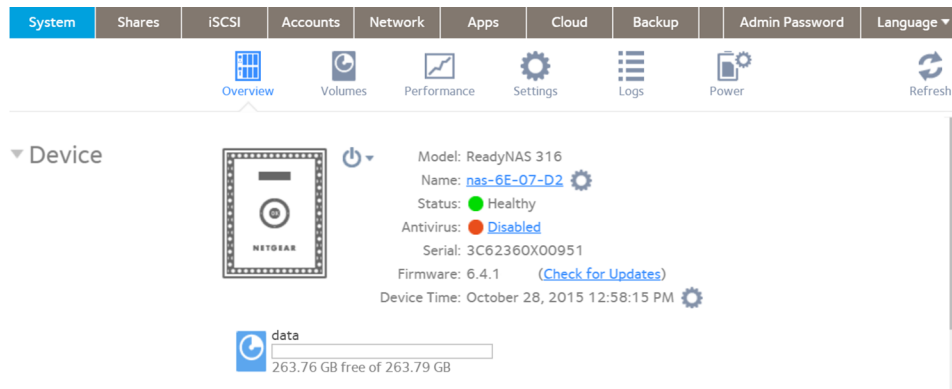 System Shares iSCSI Accounts Network Apps Cloud Backup Admin Password Language
Overview Volumes Performance Settings Logs Power Refresh
Device
Model: ReadyNAS 316
Name: nas-6E-07-D2
Status: Healthy
Antivirus: Disabled
Serial: 3C62360X00951
Firmware: 6.4.1 (Check for Updates)
Device Time: October 28, 2015 12:58:15 PM
NETGEAR
data
263.76 GB free of 263.79 GB